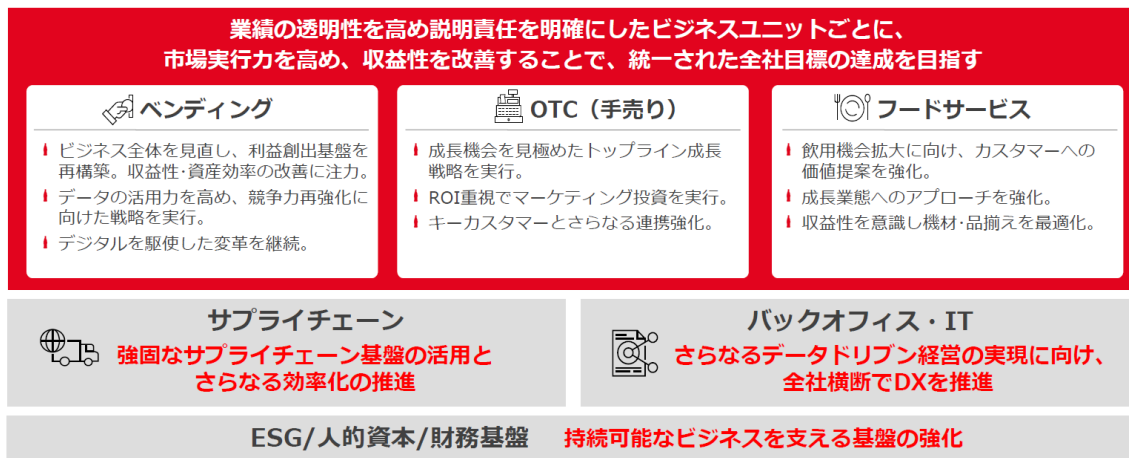 業績の透明性を高め説明責任を明確にしたビジネスユニットごとに、
市場実行力を高め、収益性を改善することで、統一された全社目標の達成を目指す
ベンディング
ビジネス全体を見直し、利益創出基盤を
再構築。収益性･資産効率の改善に注力。
データの活用力を高め、競争力再強化に
向けた戦略を実行。
デジタルを駆使した変革を継続。
OTC（手売り）
成長機会を見極めたトップライン成長
戦略を実行。
ROI重視でマーケティング投資を実行。
キーカスタマーとさらなる連携強化。
フードサービス
飲用機会拡大に向け、カスタマーへの
価値提案を強化。
成長業態へのアプローチを強化。
収益性を意識し機材･品揃えを最適化。
サプライチェーン
強固なサプライチェーン基盤の活用と
さらなる効率化の推進
バックオフィス・IT
さらなるデータドリブン経営の実現に向け、
全社横断でDXを推進
ESG/人的資本/財務基盤 持続可能なビジネスを支える基盤の強化